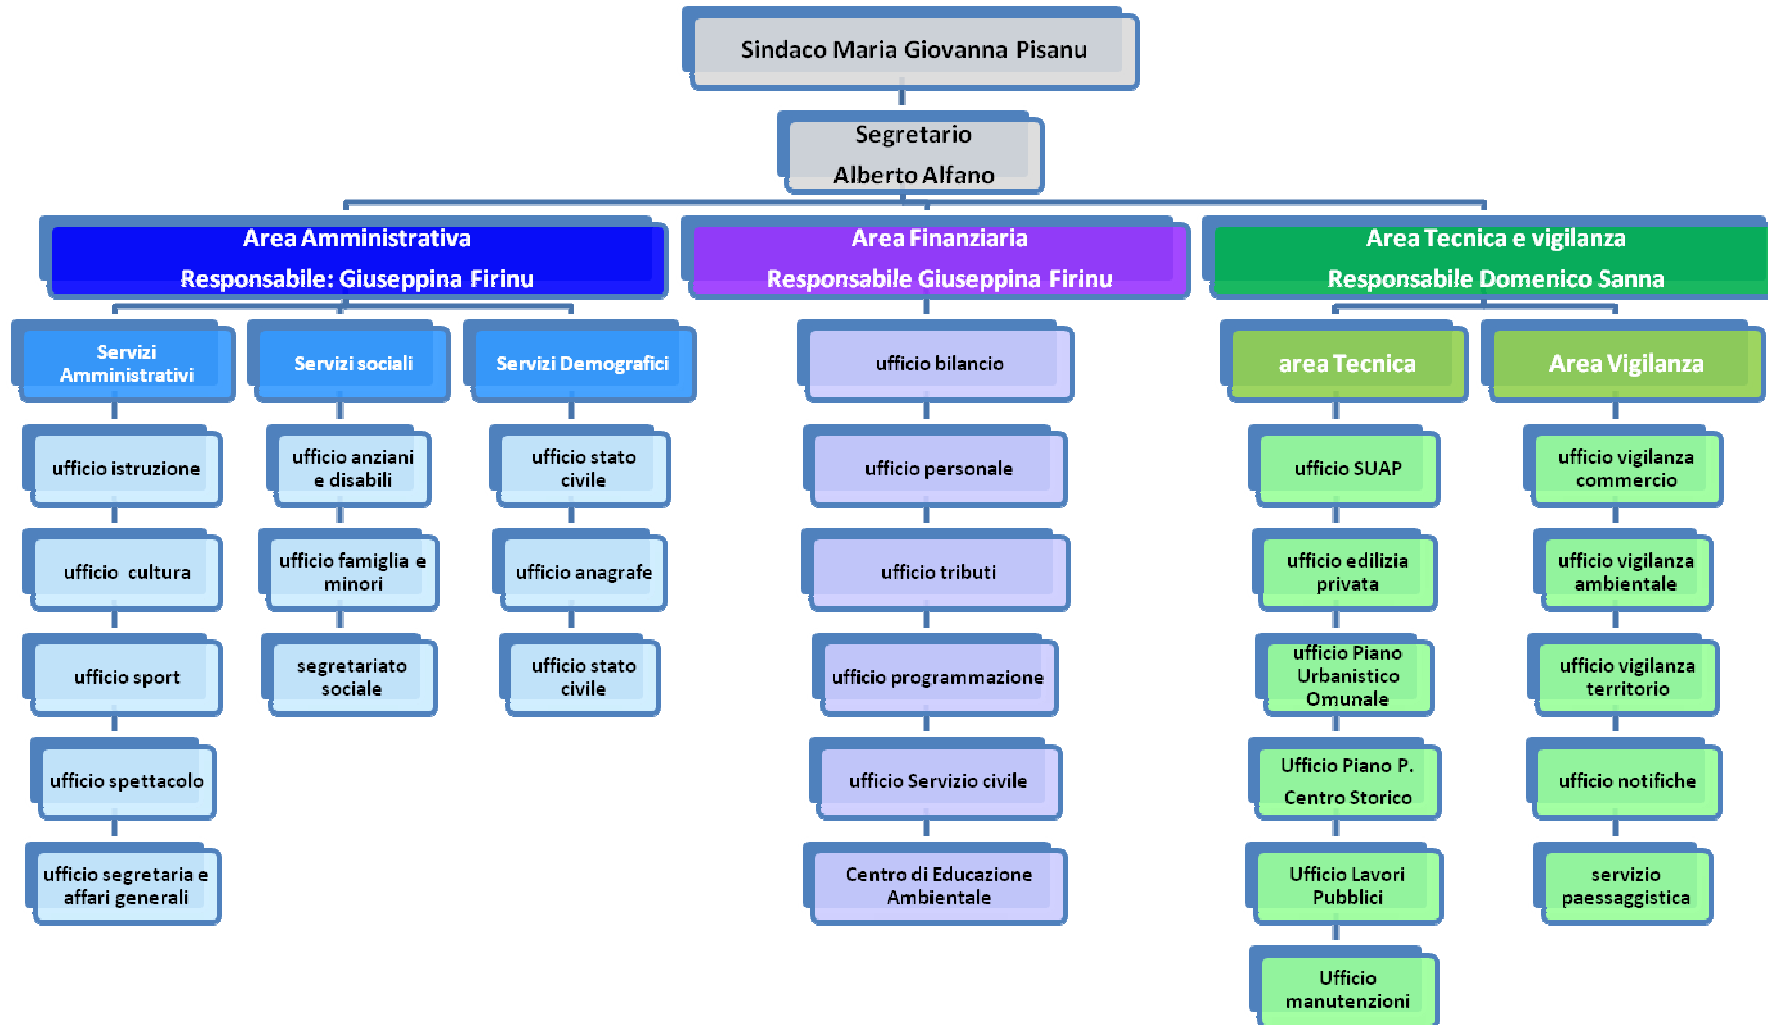 Sindaco Maria Giovanna Pisanu
Segretario
Alberto Alfano
Area Amministrativa
Responsabile: Giuseppina Firinu
Area Finanziaria
Responsabile Giuseppina Firinu
Area Tecnica e vigilanza
Responsabile Domenico Sanna
Servizi
Amministrativi
Servizi sociali
Servizi Demografici
ufficio bilancio
area Tecnica
Area Vigilanza
ufficio istruzione
ufficio anziani
e disabili
ufficio stato
civile
ufficio personale
ufficio SUAP
ufficio vigilanza
commercio
ufficio cultura
ufficio famiglia e
minori
ufficio anagrafe
ufficio tributi
ufficio edilizia
privata
ufficio vigilanza
ambientale
ufficio sport
segretariato
sociale
ufficio stato
civile
ufficio programmazione
ufficio Piano
Urbanistico
Omunale
ufficio vigilanza
territorio
ufficio spettacolo
ufficio Servizio civile
Ufficio Piano P.
Centro Storico
ufficio notifiche
ufficio segretaria e
affari generali
Centro di Educazione
Ambientale
Ufficio Lavori
Pubblici
servizio
paessaggistica
Ufficio
manutenzioni